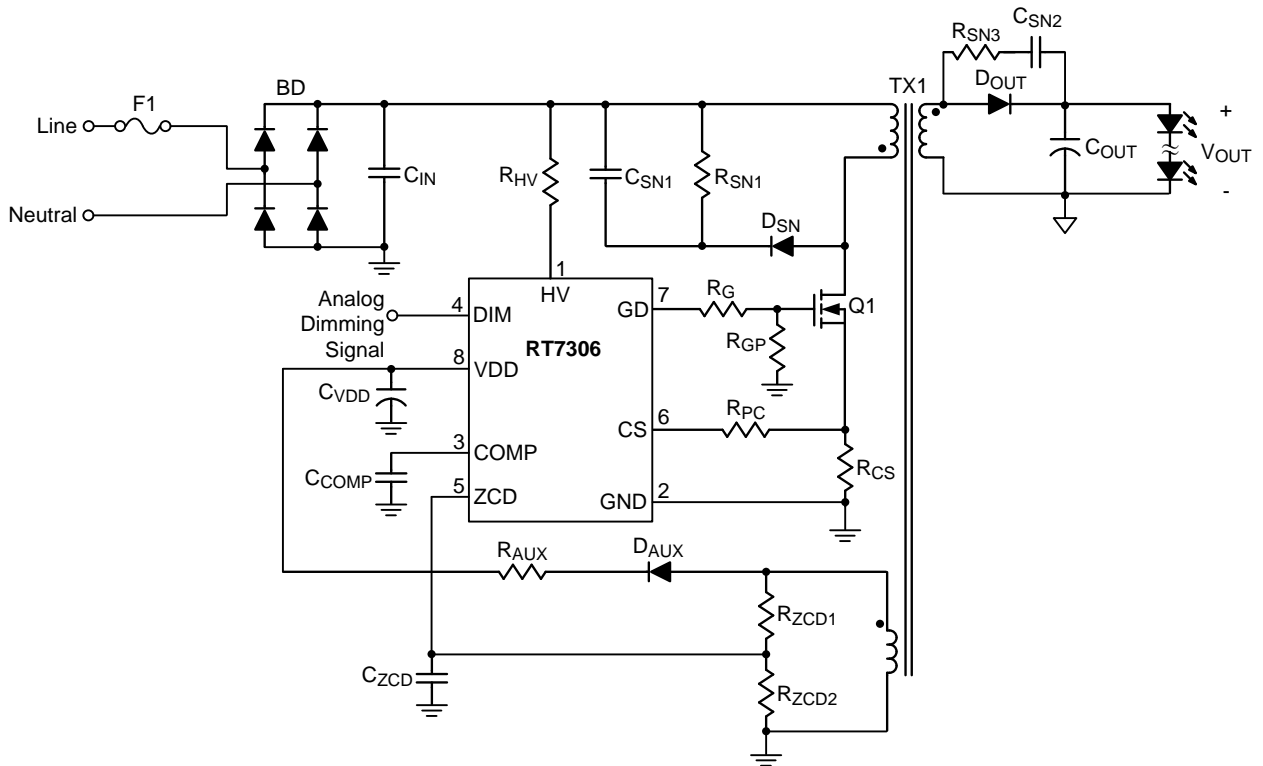 CSN2
RSN3
DOUT
TX1
BD
F1
Line
+
CIN
RHV
CSN1
RSN1
COUT
VOUT
Neutral
-
DSN
1
HV
Analog
Dimming
Signal
4
DIM
7
GD
RG
Q1
RT7306
RGP
8
VDD
CVDD
RPC
6
CS
3
COMP
CCOMP
RCS
5
ZCD
2
GND
RAUX
DAUX
RZCD1
CZCD
RZCD2